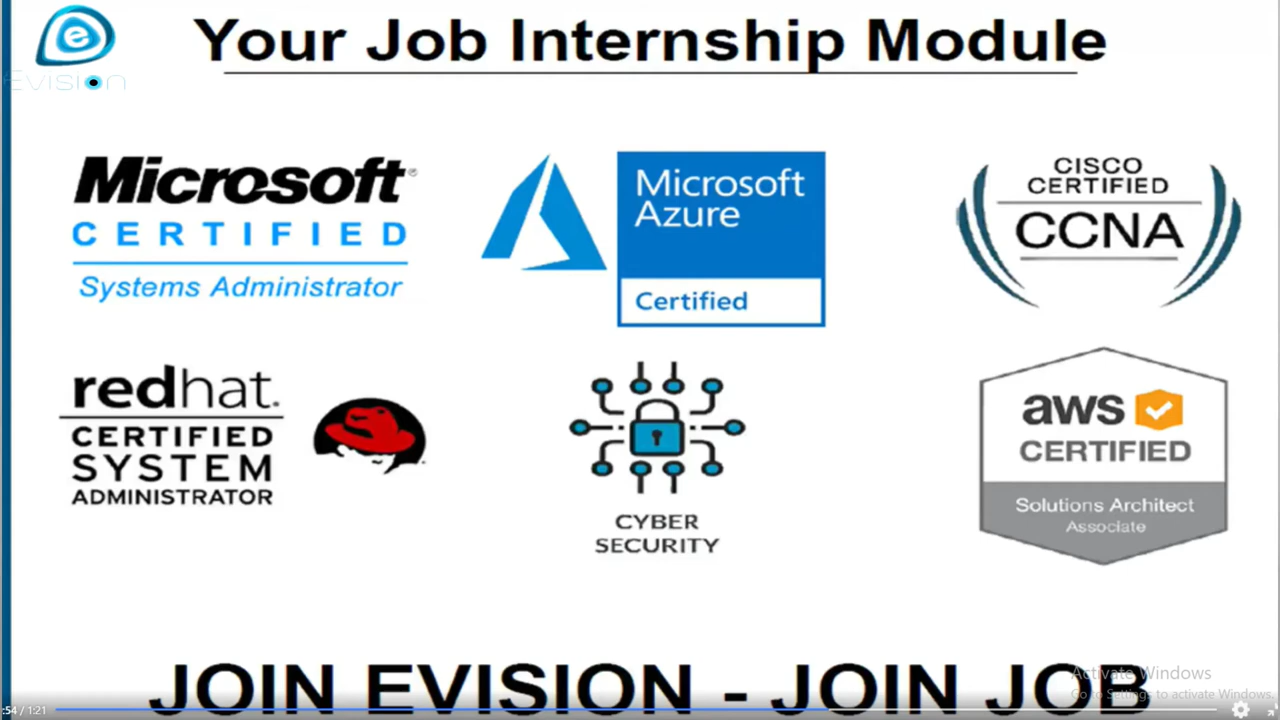 Your Job Internship Module
e
Evision
Microsoft®
CERTIFIED
Systems Administrator
Microsoft
Azure
Certified
CISCO
CERTIFIED
CCNA
redhat.
CERTIFIED
SYSTEM
ADMINISTRATOR
CYBER
SECURITY
aws
CERTIFIED
Solutions Architect
Associate
JOIN EVISION - JOIN JOB
Activate Windows
Go to Settings to activate Windows.
:54 / 1:21